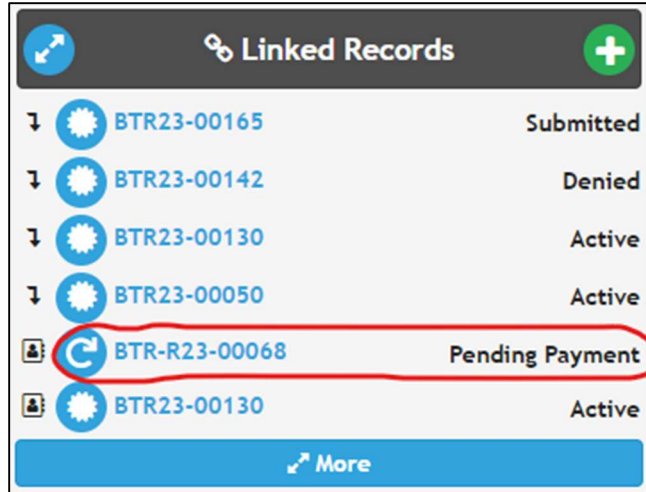 Linked Records
BTR23-00165 Submitted
BTR23-00142 Denied
BTR23-00130 Active
BTR23-00050 Active
BTR-R23-00068 Pending Payment
BTR23-00130 Active
More